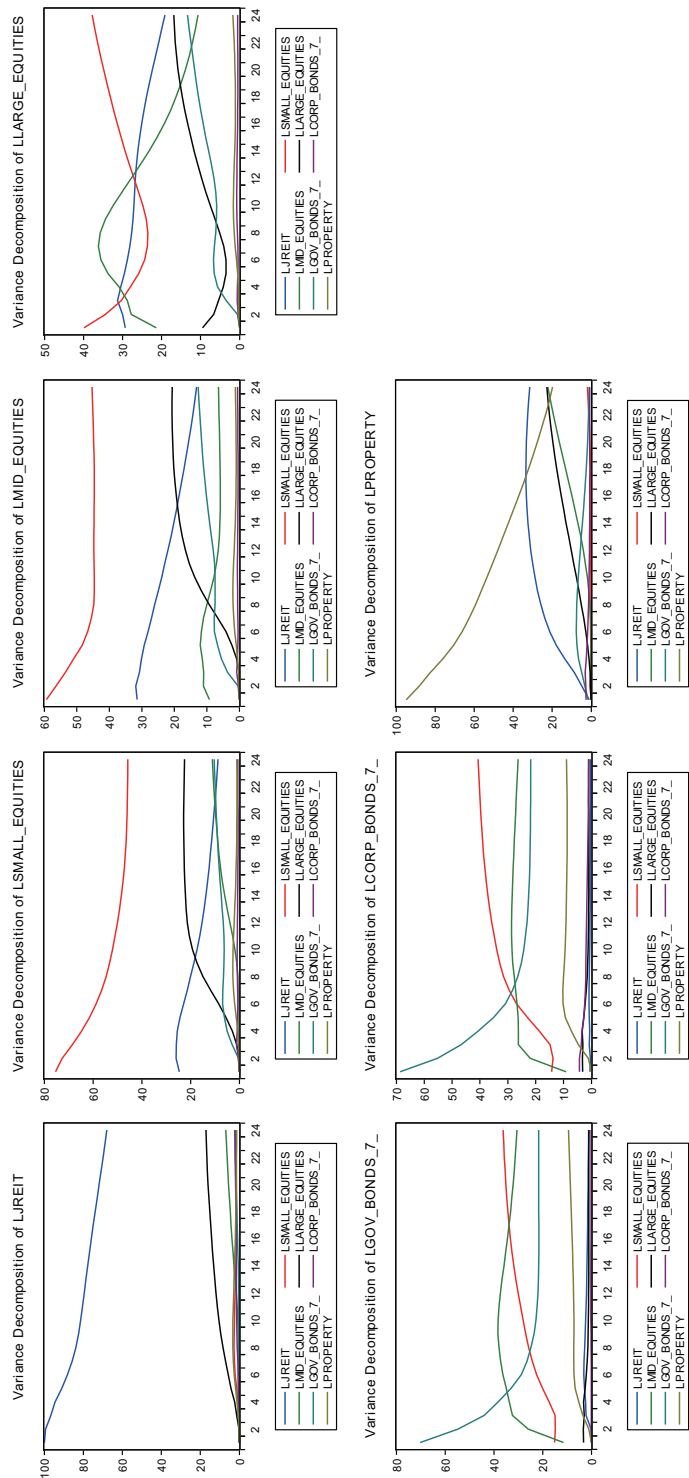 Variance Decomposition of LJREIT
100
80
60
40
20
0
2 4 6 8 10 12 14 16 18 20 22 24
LJREIT LSMALL_EQUITIES
LMID_EQUITIES LLARGE_EQUITIES
LGOV_BONDS_7_ LCORP_BONDS_7_
LPROPERTY
Variance Decomposition of LSMALL_EQUITIES
80
60
40
20
0
2 4 6 8 10 12 14 16 18 20 22 24
LJREIT LSMALL_EQUITIES
LMID_EQUITIES LLARGE_EQUITIES
LGOV_BONDS_7_ LCORP_BONDS_7_
LPROPERTY
Variance Decomposition of LMID_EQUITIES
60
50
40
30
20
10
0
2 4 6 8 10 12 14 16 18 20 22 24
LJREIT LSMALL_EQUITIES
LMID_EQUITIES LLARGE_EQUITIES
LGOV_BONDS_7_ LCORP_BONDS_7_
LPROPERTY
Variance Decomposition of LLARGE_EQUITIES
50
40
30
20
10
0
2 4 6 8 10 12 14 16 18 20 22 24
LJREIT LSMALL_EQUITIES
LMID_EQUITIES LLARGE_EQUITIES
LGOV_BONDS_7_ LCORP_BONDS_7_
LPROPERTY
Variance Decomposition of LGOV_BONDS_7_
80
60
40
20
0
2 4 6 8 10 12 14 16 18 20 22 24
LJREIT LSMALL_EQUITIES
LMID_EQUITIES LLARGE_EQUITIES
LGOV_BONDS_7_ LCORP_BONDS_7_
LPROPERTY
Variance Decomposition of LCORP_BONDS_7_
70
60
50
40
30
20
10
0
2 4 6 8 10 12 14 16 18 20 22 24
LJREIT LSMALL_EQUITIES
LMID_EQUITIES LLARGE_EQUITIES
LGOV_BONDS_7_ LCORP_BONDS_7_
LPROPERTY
Variance Decomposition of LPROPERTY
100
80
60
40
20
0
2 4 6 8 10 12 14 16 18 20 22 24
LJREIT LSMALL_EQUITIES
LMID_EQUITIES LLARGE_EQUITIES
LGOV_BONDS_7_ LCORP_BONDS_7_
LPROPERTY